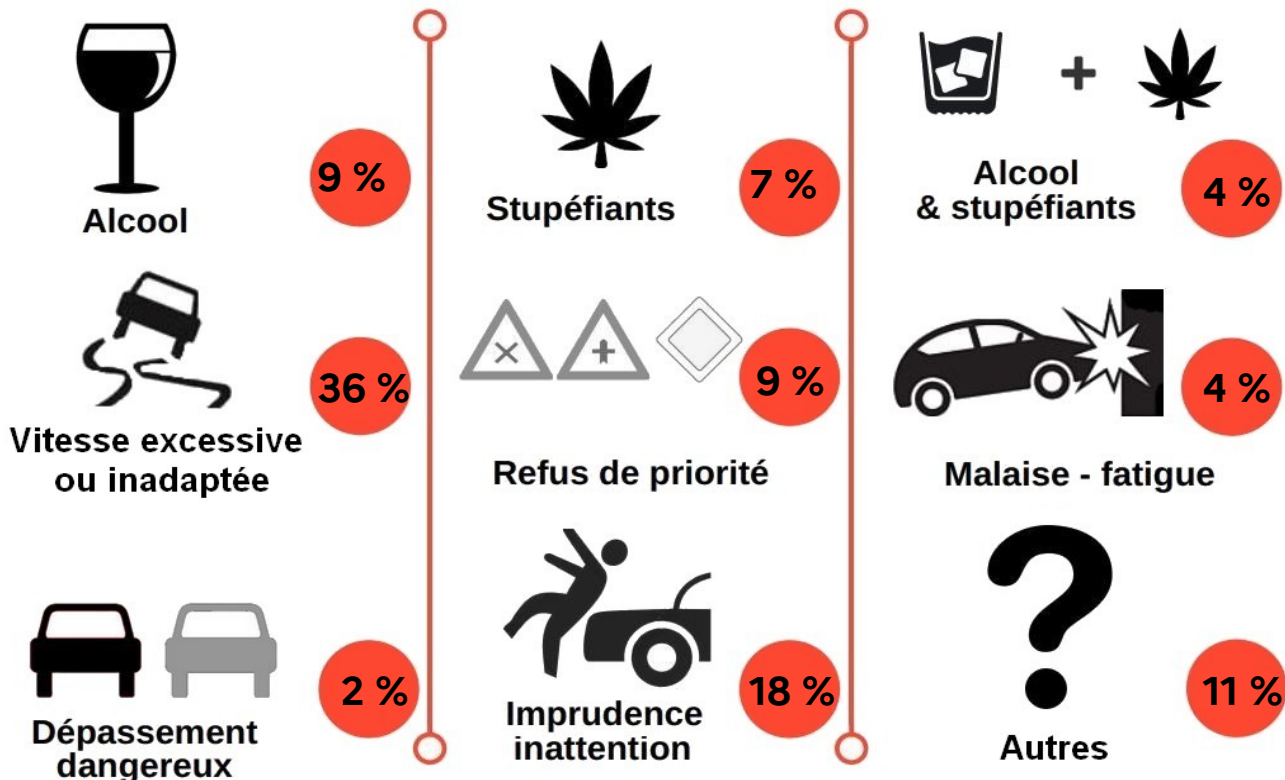 9 %
Alcool
7 %
Stupéfiants
Alcool
& stupéfiants
4 %
36 %
Vitesse excessive
ou inadaptée
9 %
Refus de priorité
4 %
Malaise - fatigue
2 %
Dépassement
dangereux
18 %
Imprudence
inattention
11 %
Autres